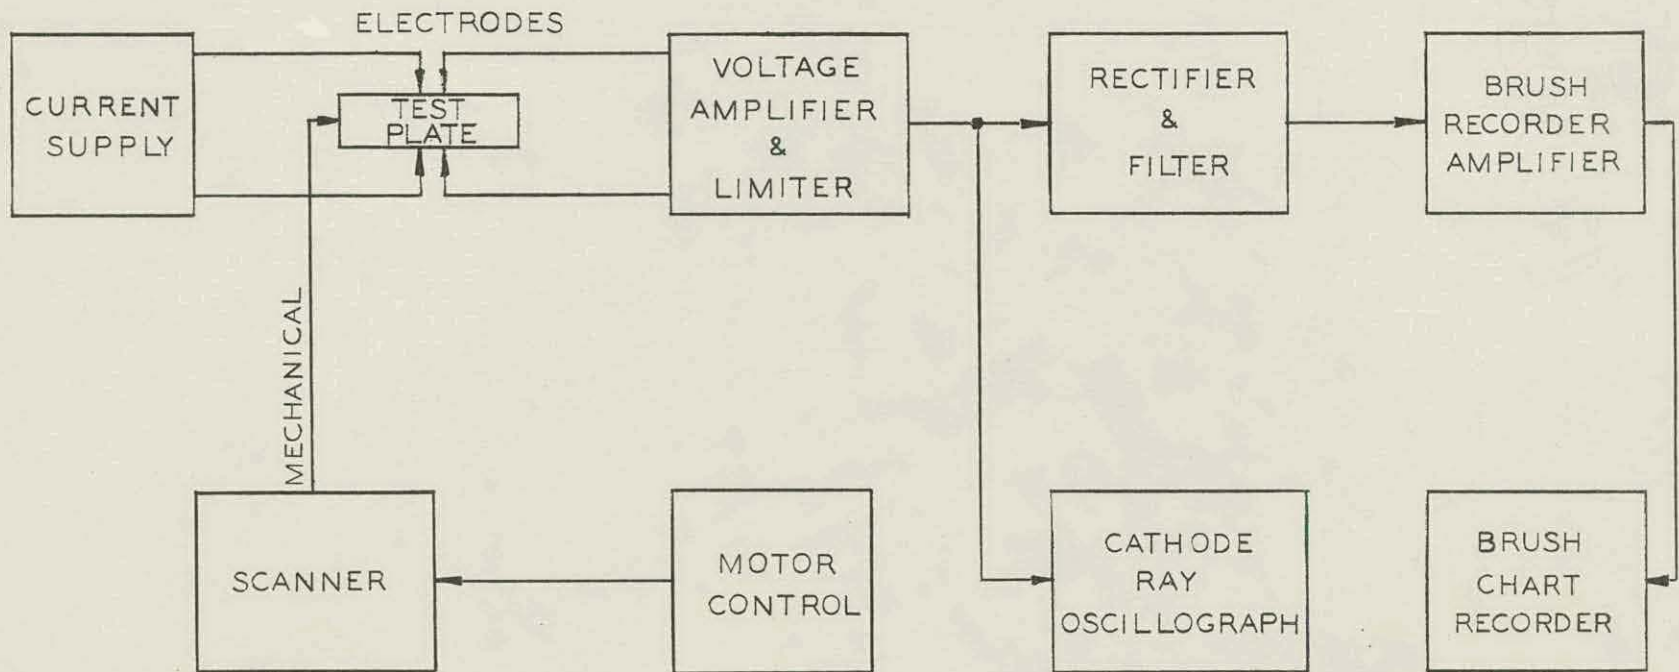 ELECTRODES
CURRENT
SUPPLY
TEST
PLATE
VOLTAGE
AMPLIFIER
&
LIMITER
RECTIFIER
&
FILTER
BRUSH
RECORDER
AMPLIFIER
MECHANICAL
SCANNER
MOTOR
CONTROL
CATHODE
RAY
OSCILLOGRAPH
BRUSH
CHART
RECORDER